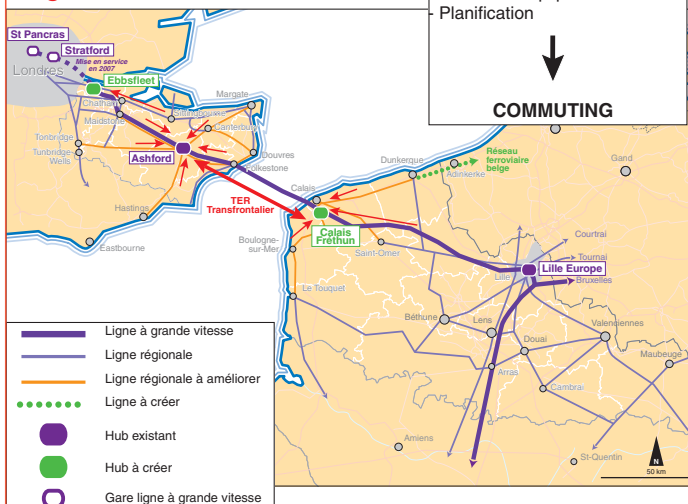 - Planification
COMMUTING
St Pancras
Stratford
Mise en service
en 2007
Londres
Ebbsfleet
Chatham
Sittingbourne
Margate
Maidstone
Canterbury
Tonbridge
Tunbridge
Wells
Ashford
Douvres
Folkestone
Hastings
Eastbourne
TER
Transfrontalier
Calais
Calais
Fréthun
Dunkerque
Adinkerke
Réseau
ferroviaire
belge
Gand
Boulogne-
sur-Mer
Saint-Omer
Courtrai
Tournai
Lille Europe
Lille
Bruxelles
Le Touquet
Béthune
Lens
Douai
Valenciennes
Maubeuge
Arras
Cambrai
Amiens
St-Quentin
N
50 km
Ligne à grande vitesse
Ligne régionale
Ligne régionale à améliorer
Ligne à créer
Hub existant
Hub à créer
Gare ligne à grande vitesse